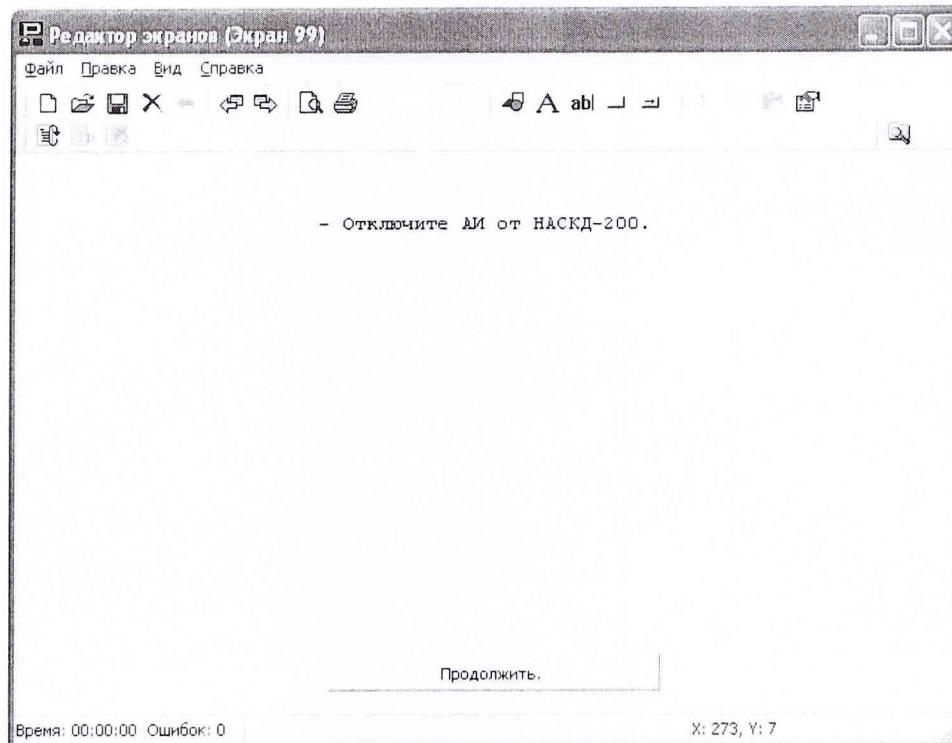 Редактор экранов (Экран 99)
Файл Правка Вид Справка
A ab|
- Отключите АИ от НАСКД-200.
Продолжить.
Время: 00:00:00 Ошибок: 0 X: 273, Y: 7